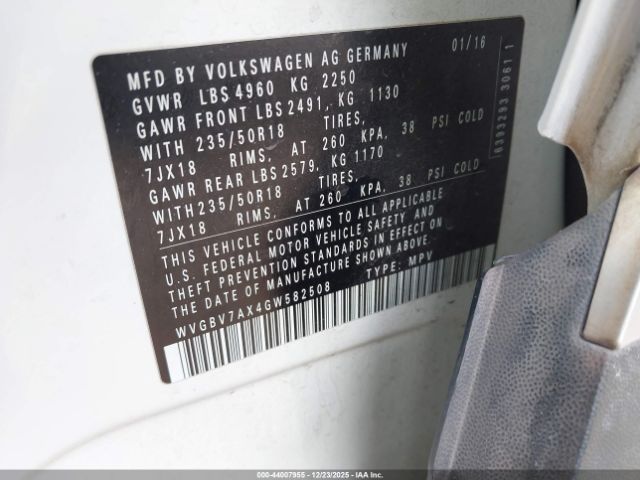 MFD BY VOLKSWAGEN AG GERMANY 01/16
GVWR LBS 4960 KG 2250
GAWR FRONT LBS 2491, KG 1130
WITH 235/50R18 TIRES,
7JX18 RIMS, AT 260 KPA, 38 PSI COLD
GAWR REAR LBS 2579, KG 1170
WITH 235/50R18 TIRES,
7JX18 RIMS, AT 260 KPA, 38 PSI COLD
THIS VEHICLE CONFORMS TO ALL APPLICABLE
U.S. FEDERAL MOTOR VEHICLE SAFETY AND
THEFT PREVENTION STANDARDS IN EFFECT ON
THE DATE OF MANUFACTURE SHOWN ABOVE.
WVGBV7AX4GW582508 TYPE: MPV
6393293 3061 1
000-44007955 - 12/23/2025 - IAA Inc.